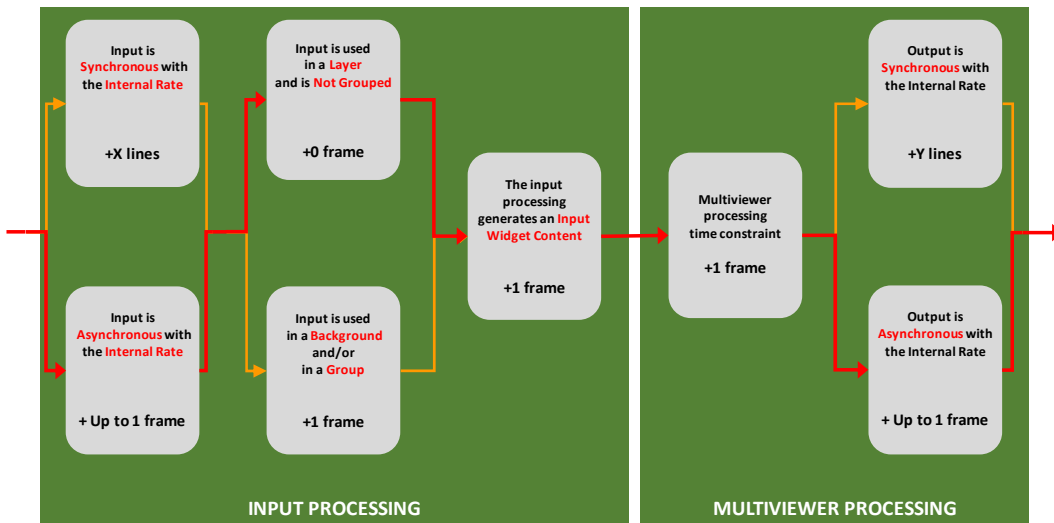 Input is
Synchronous with
the Internal Rate
+X lines
Input is
Asynchronous with
the Internal Rate
+ Up to 1 frame
Input is used
in a Layer
and is Not Grouped
+0 frame
Input is used
in a Background
and/or
in a Group
+1 frame
The input
processing
generates an Input
Widget Content
+1 frame
INPUT PROCESSING
Multiviewer
processing
time constraint
+1 frame
Output is
Synchronous with
the Internal Rate
+Y lines
Output is
Asynchronous with
the Internal Rate
+ Up to 1 frame
MULTIVIEWER PROCESSING